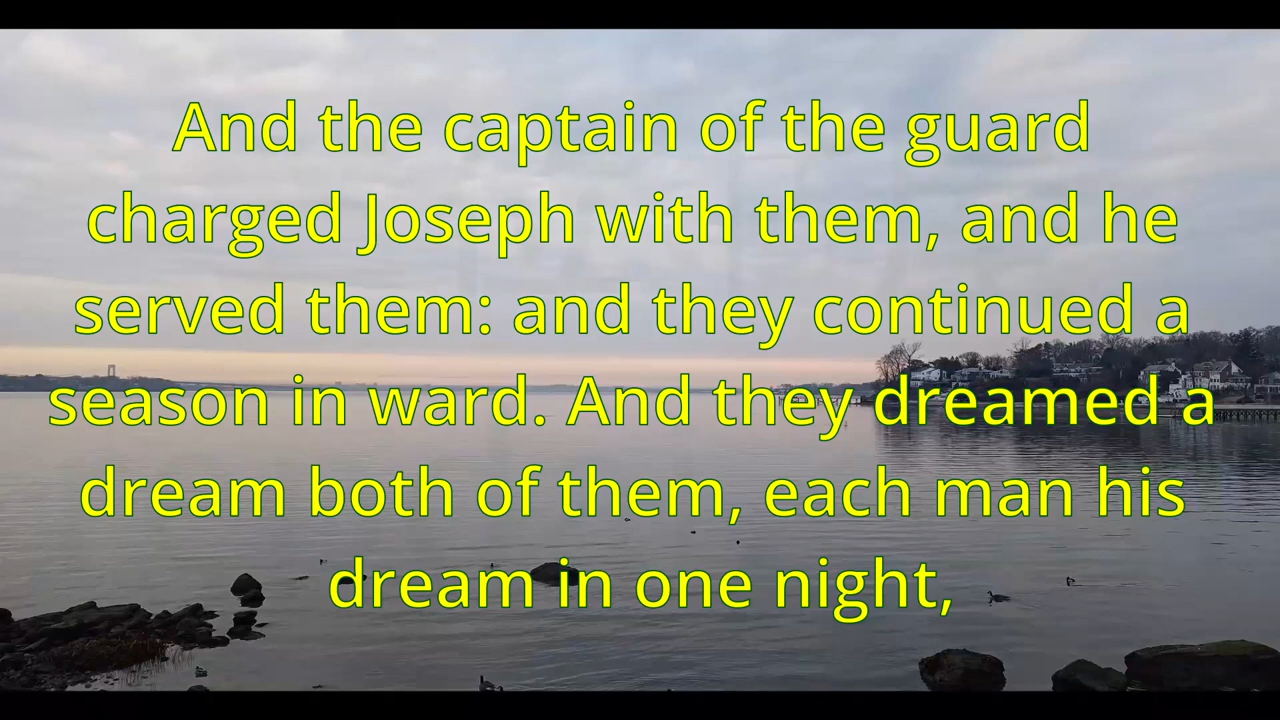 And the captain of the guard
charged Joseph with them, and he
served them: and they continued a
season in ward. And they dreamed a
dream both of them, each man his
dream in one night,